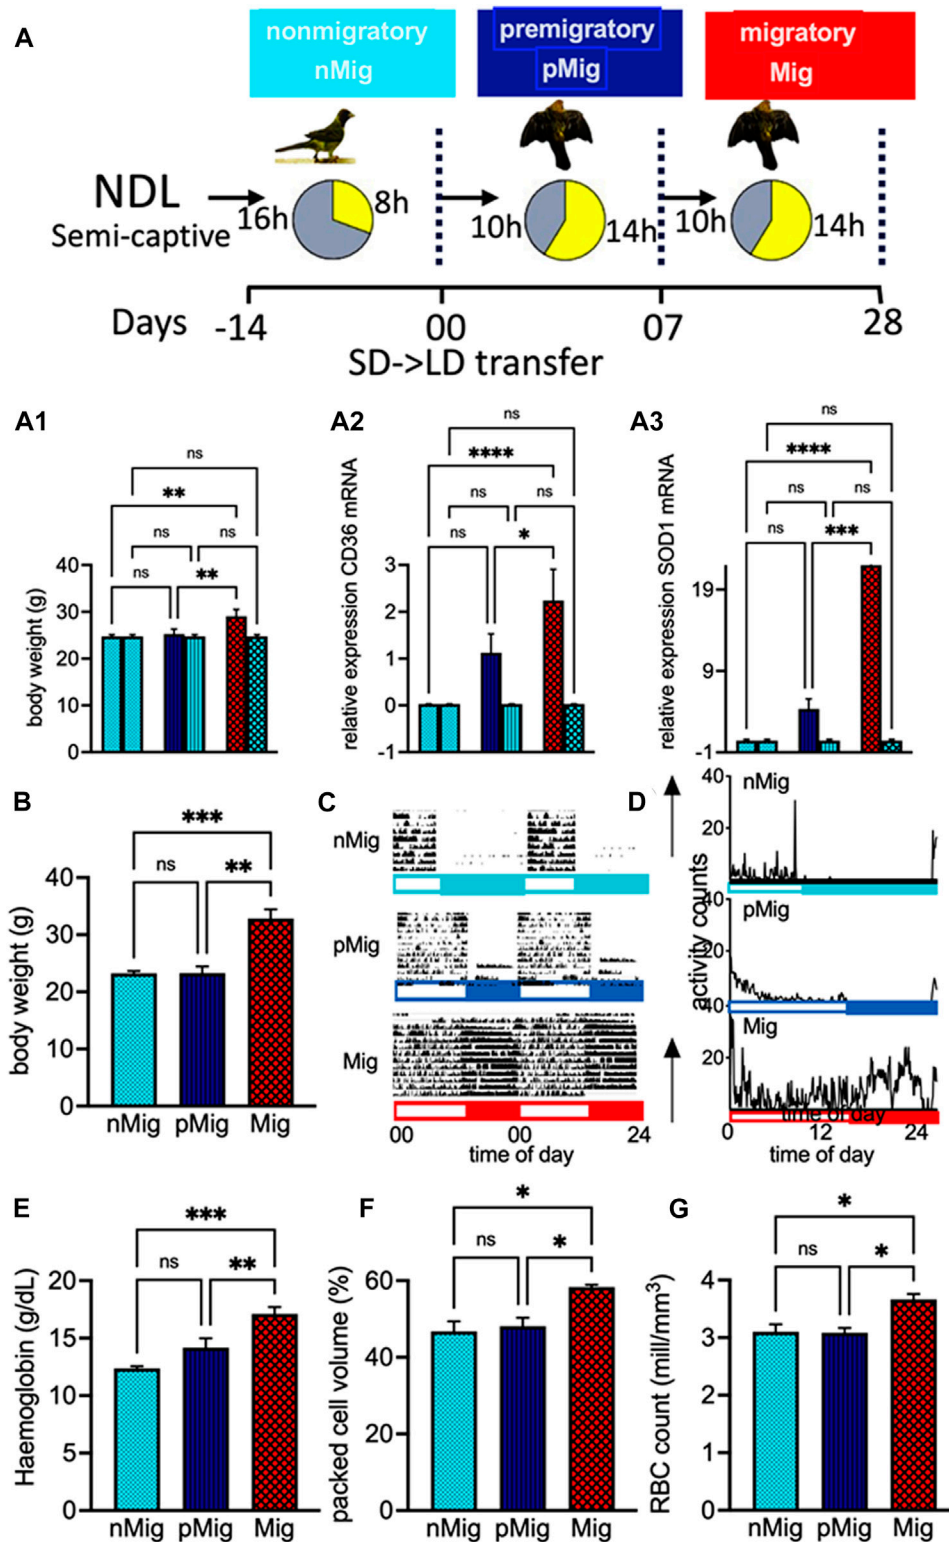 A
nonmigratory
nMig
premigratory
pMig
migratory
Mig
NDL
Semi-captive
16h
8h
10h
14h
10h
14h
Days
-14
00
07
28
SD->LD transfer
A1
ns
**
ns
ns
ns
**
body weight (g)
40
30
20
10
0
A2
ns
****
ns
ns
ns
*
relative expression CD36 mRNA
3
2
1
0
-1
A3
ns
****
ns
ns
ns
***
relative expression SOD1 mRNA
19
9
-1
B
***
ns
**
body weight (g)
40
30
20
10
0
nMig
pMig
Mig
C
nMig
pMig
Mig
00
00
24
time of day
D
activity counts
40
nMig
20
40
pMig
20
40
Mig
20
time of day
0
12
24
E
***
ns
**
Haemoglobin (g/dL)
20
15
10
5
0
nMig
pMig
Mig
F
*
ns
*
packed cell volume (%)
60
40
20
0
nMig
pMig
Mig
G
*
ns
*
RBC count (mill/mm³)
4
3
2
1
0
nMig
pMig
Mig